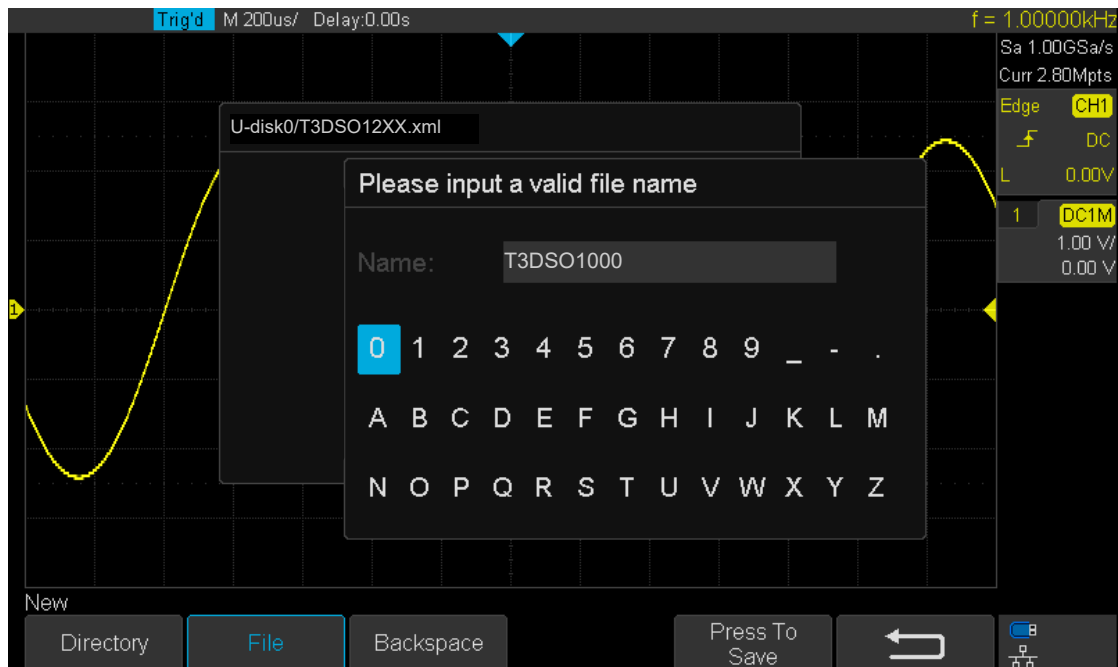 Trig'd M 200us/ Delay:0.00s f = 1.00000kHz
Sa 1.00GSa/s
Curr 2.80Mpts
Edge CH1
DC
L 0.00V
1 DC1M
1.00 V/
0.00 V
U-disk0/T3DSO12XX.xml
Please input a valid file name
Name: T3DSO1000
0 1 2 3 4 5 6 7 8 9 _ - .
A B C D E F G H I J K L M
N O P Q R S T U V W X Y Z
1
New
Directory File Backspace Press To Save